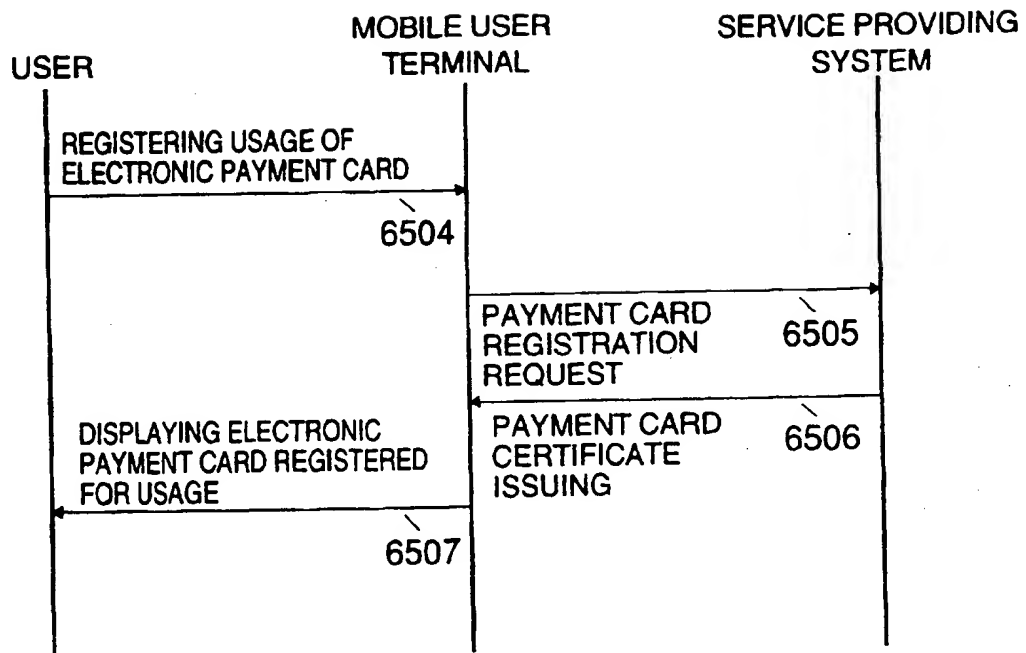 USER
MOBILE USER
TERMINAL
SERVICE PROVIDING
SYSTEM
REGISTERING USAGE OF
ELECTRONIC PAYMENT CARD
6504
PAYMENT CARD
REGISTRATION
REQUEST
6505
PAYMENT CARD
CERTIFICATE
ISSUING
6506
DISPLAYING ELECTRONIC
PAYMENT CARD REGISTERED
FOR USAGE
6507